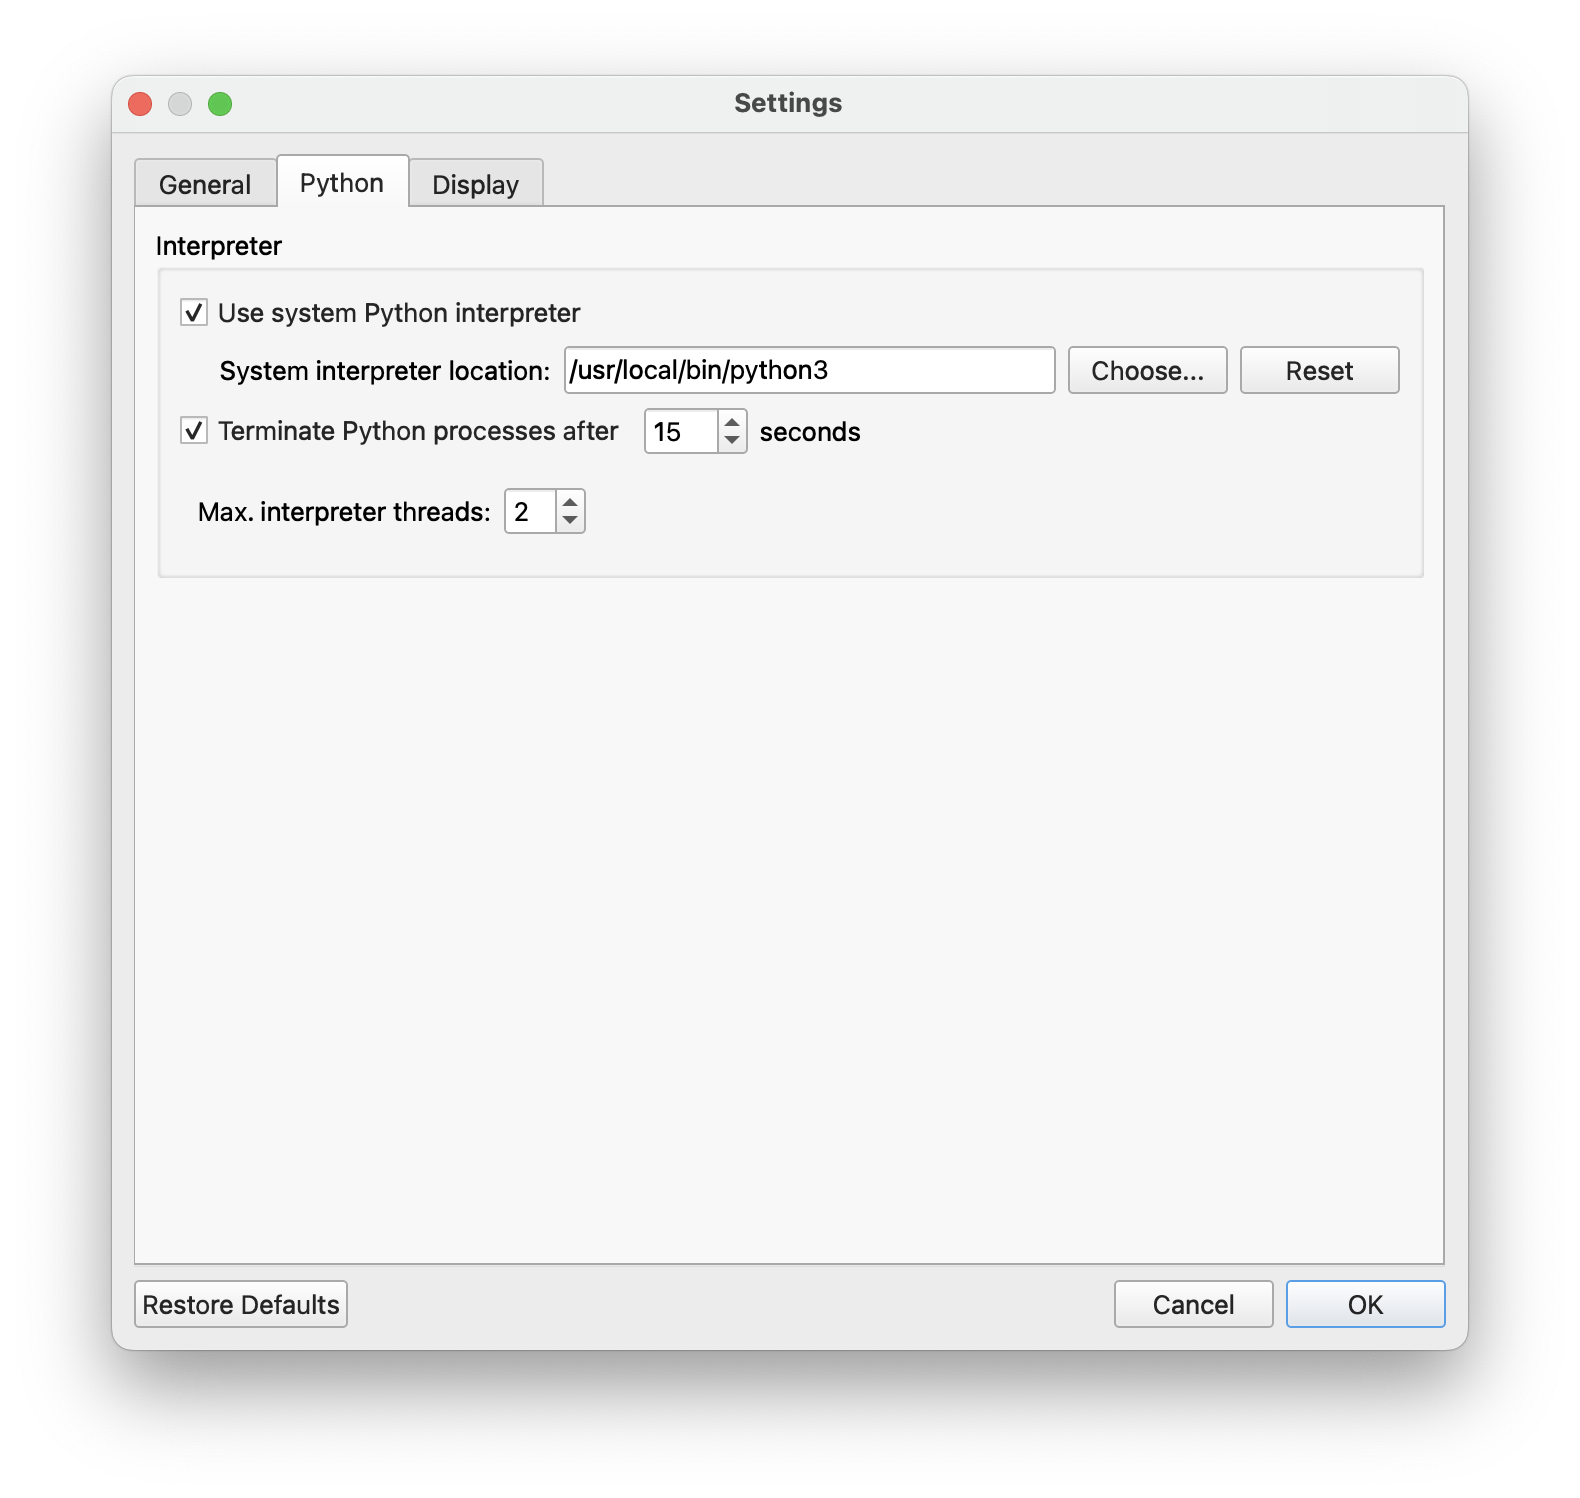 Settings
General Python Display
Interpreter
Use system Python interpreter
System interpreter location: /usr/local/bin/python3 Choose... Reset
Terminate Python processes after 15 seconds
Max. interpreter threads: 2
Restore Defaults Cancel OK